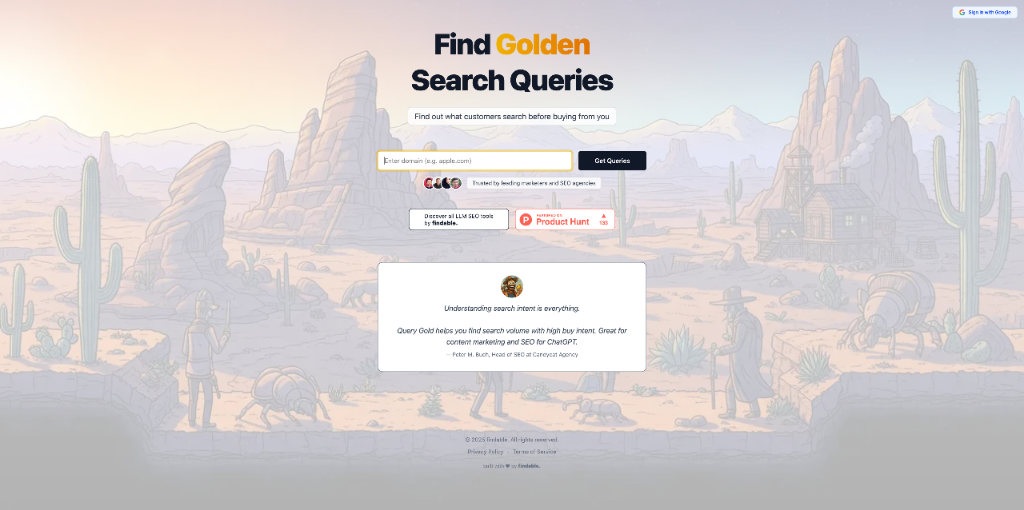 Sign in with Google
Find Golden
Search Queries
Find out what customers search before buying from you
Enter domain (e.g. apple.com)
Get Queries
Trusted by leading marketers and SEO agencies
Discover all LLM SEO tools
by findable.
FEATURED ON
Product Hunt
135
Understanding search intent is everything.
Query Gold helps you find search volume with high buy intent. Great for
content marketing and SEO for ChatGPT.
— Peter M. Buch, Head of SEO at Candycat Agency
© 2025 findable. All rights reserved.
Privacy Policy · Terms of Service
built with ♥ by findable.